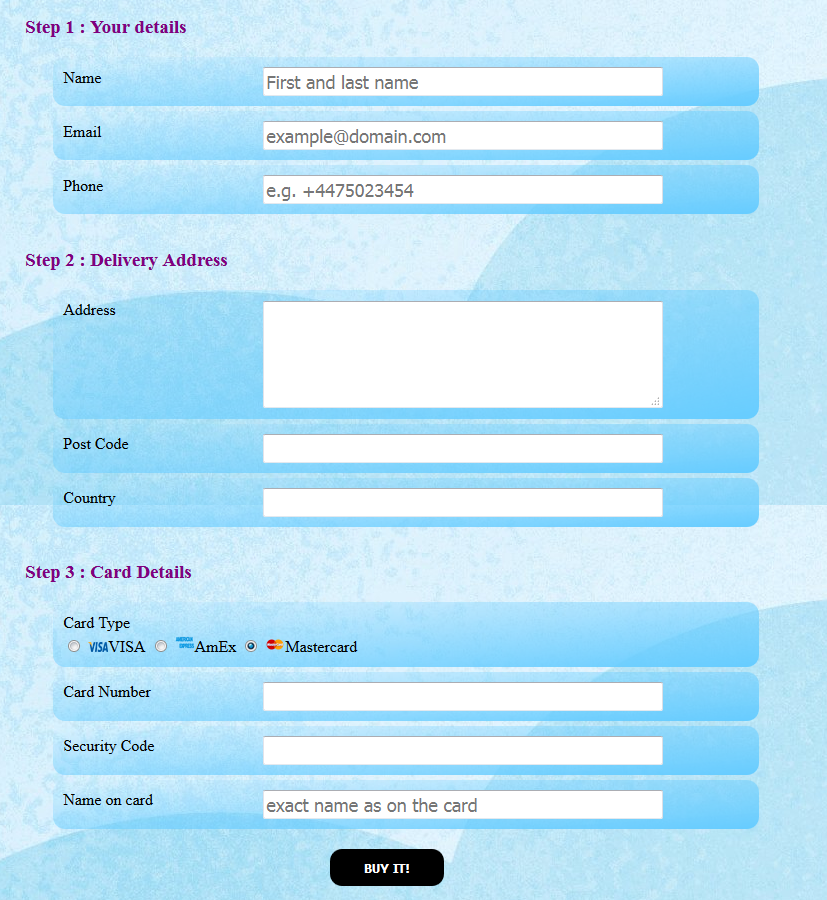 Step 1 : Your details
Name First and last name
Email example@domain.com
Phone e.g. +4475023454
Step 2 : Delivery Address
Address
Post Code
Country
Step 3 : Card Details
Card Type
VISA VISA AMERICAN EXPRESS AmEx Mastercard
Card Number
Security Code
Name on card exact name as on the card
BUY IT!